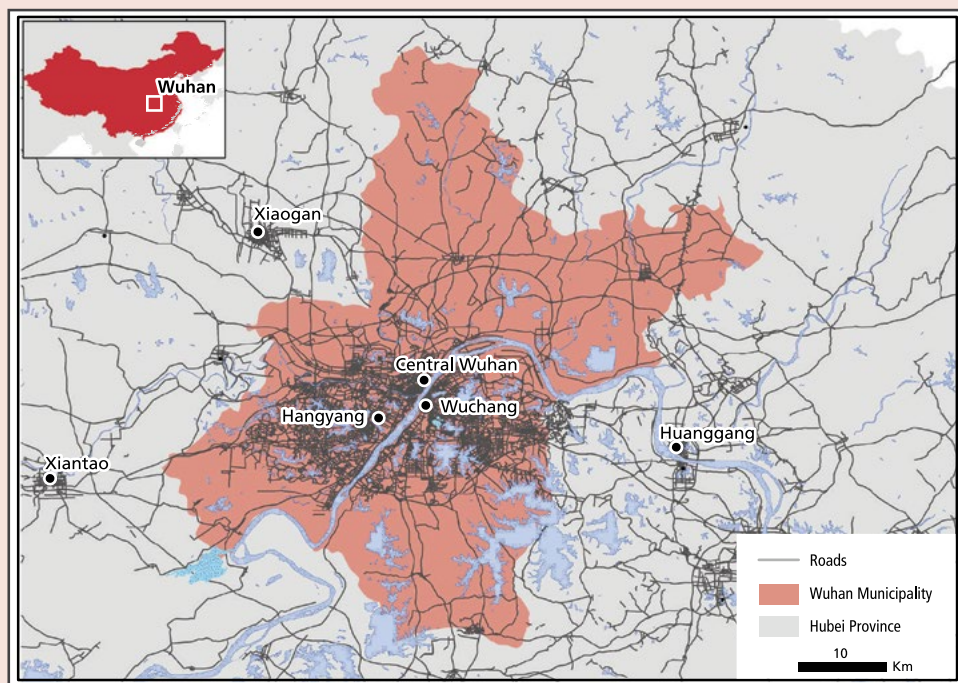 Wuhan
Xiaogan
Central Wuhan
Hangyang
Wuchang
Huanggang
Xiantao
Roads
Wuhan Municipality
Hubei Province
10
Km